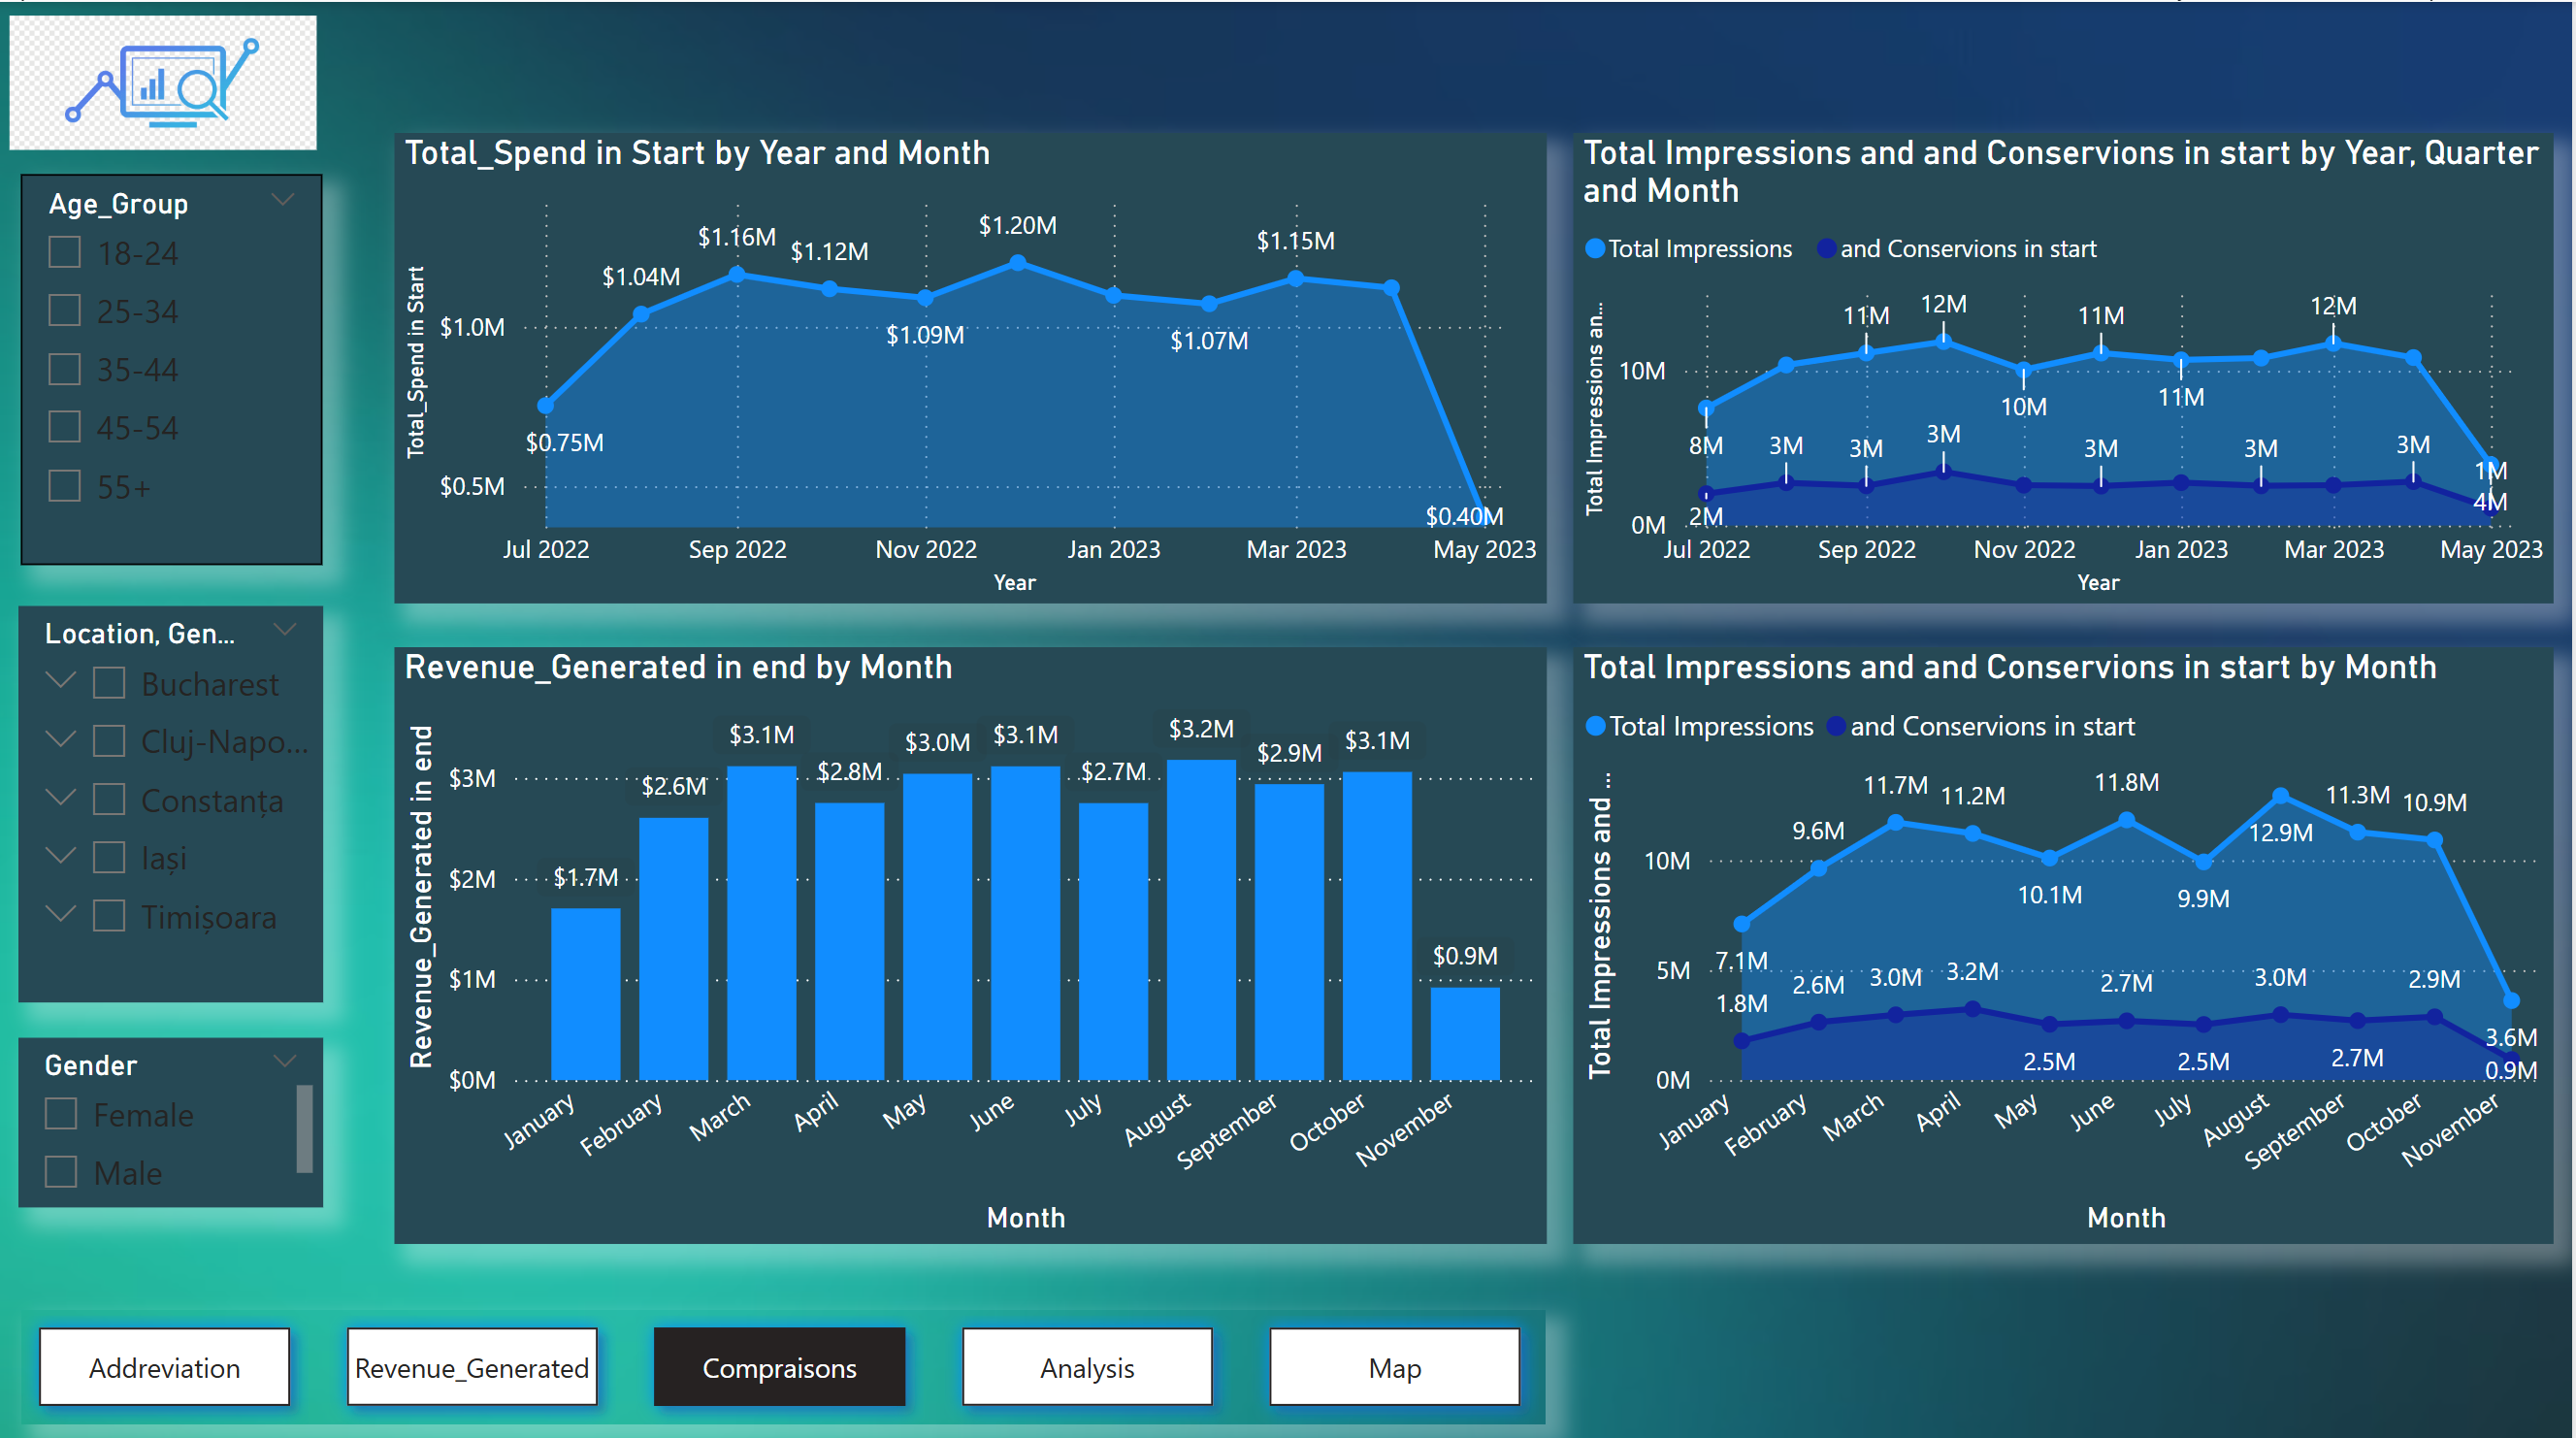 Age_Group
18-24
25-34
35-44
45-54
55+
Location, Gen...
Bucharest
Cluj-Napo...
Constanța
Iași
Timișoara
Gender
Female
Male
Total_Spend in Start by Year and Month
Total_Spend in Start
$1.0M
$0.5M
$0.75M
$1.04M
$1.16M
$1.12M
$1.09M
$1.20M
$1.07M
$1.15M
$0.40M
Jul 2022 Sep 2022 Nov 2022 Jan 2023 Mar 2023 May 2023
Year
Total Impressions and and Conservions in start by Year, Quarter
and Month
Total Impressions and Conservions in start
Total Impressions an...
10M
0M
11M 12M 11M 12M
10M 11M
8M 3M 3M 3M 3M 3M 3M 1M
2M 4M
Jul 2022 Sep 2022 Nov 2022 Jan 2023 Mar 2023 May 2023
Year
Revenue_Generated in end by Month
Revenue_Generated in end
$3M
$2M
$1M
$0M
$1.7M $2.6M $3.1M $2.8M $3.0M $3.1M $2.7M $3.2M $2.9M $3.1M $0.9M
January February March April May June July August September October November
Month
Total Impressions and and Conservions in start by Month
Total Impressions and Conservions in start
Total Impressions and ...
10M
5M
0M
7.1M 9.6M 11.7M 11.2M 10.1M 11.8M 9.9M 12.9M 11.3M 10.9M 3.6M
1.8M 2.6M 3.0M 3.2M 2.5M 2.7M 2.5M 3.0M 2.7M 2.9M 0.9M
January February March April May June July August September October November
Month
Addreviation
Revenue_Generated
Compraisons
Analysis
Map